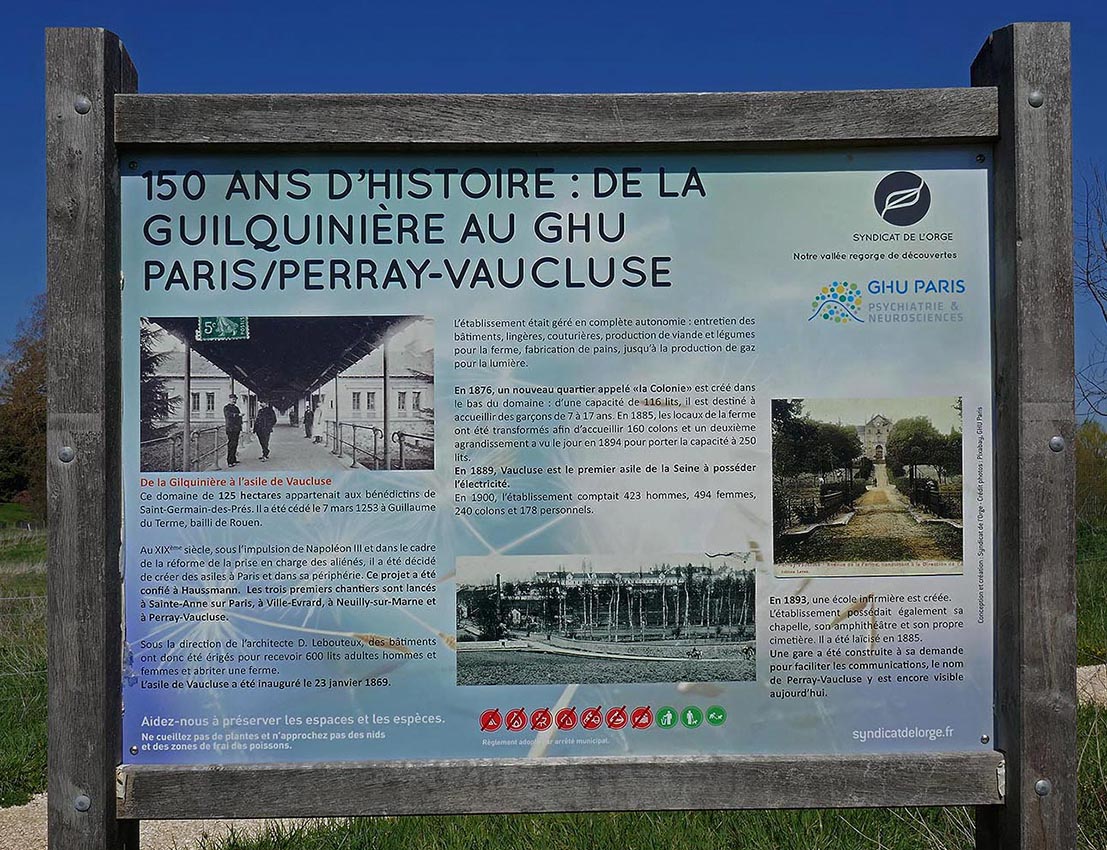 150 ANS D'HISTOIRE : DE LA
GUILQUINIÈRE AU GHU
PARIS/PERRAY-VAUCLUSE
SYNDICAT DE L'ORGE
Notre vallée regorge de découvertes
GHU PARIS
PSYCHIATRIE &
NEUROSCIENCES
5c
POSTES
De la Gilquinière à l'asile de Vaucluse
Ce domaine de 125 hectares appartenait aux bénédictins de
Saint-Germain-des-Prés. Il a été cédé le 7 mars 1253 à Guillaume
du Terme, bailli de Rouen.
Au XIXème siècle, sous l'impulsion de Napoléon III et dans le cadre
de la réforme de la prise en charge des aliénés, il a été décidé
de créer des asiles à Paris et dans sa périphérie. Ce projet a été
confié à Haussmann. Les trois premiers chantiers sont lancés
à Sainte-Anne sur Paris, à Ville-Evrard, à Neuilly-sur-Marne et
à Perray-Vaucluse.
Sous la direction de l'architecte D. Lebouteux, des bâtiments
ont donc été érigés pour recevoir 600 lits adultes hommes et
femmes et abriter une ferme.
L'asile de Vaucluse a été inauguré le 23 janvier 1869.
L'établissement était géré en complète autonomie : entretien des
bâtiments, lingères, couturières, production de viande et légumes
pour la ferme, fabrication de pains, jusqu'à la production de gaz
pour la lumière.
En 1876, un nouveau quartier appelé «la Colonie» est créé dans
le bas du domaine : d'une capacité de 116 lits, il est destiné à
accueillir des garçons de 7 à 17 ans. En 1885, les locaux de la ferme
ont été transformés afin d'accueillir 160 colons et un deuxième
agrandissement a vu le jour en 1894 pour porter la capacité à 250
lits.
En 1889, Vaucluse est le premier asile de la Seine à posséder
l'électricité.
En 1900, l'établissement comptait 423 hommes, 494 femmes,
240 colons et 178 personnels.
En 1893, une école infirmière est créée.
L'établissement possédait également sa
chapelle, son amphithéâtre et son propre
cimetière. Il a été laïcisé en 1885.
Une gare a été construite à sa demande
pour faciliter les communications, le nom
de Perray-Vaucluse y est encore visible
aujourd'hui.
Conception et création : Syndicat de l'Orge - Crédit photos : Pixabay, GHU Paris
Aidez-nous à préserver les espaces et les espèces.
Ne cueillez pas de plantes et n'approchez pas des nids
et des zones de frai des poissons.
Règlement adopté par arrêté municipal.
syndicatdelorge.fr